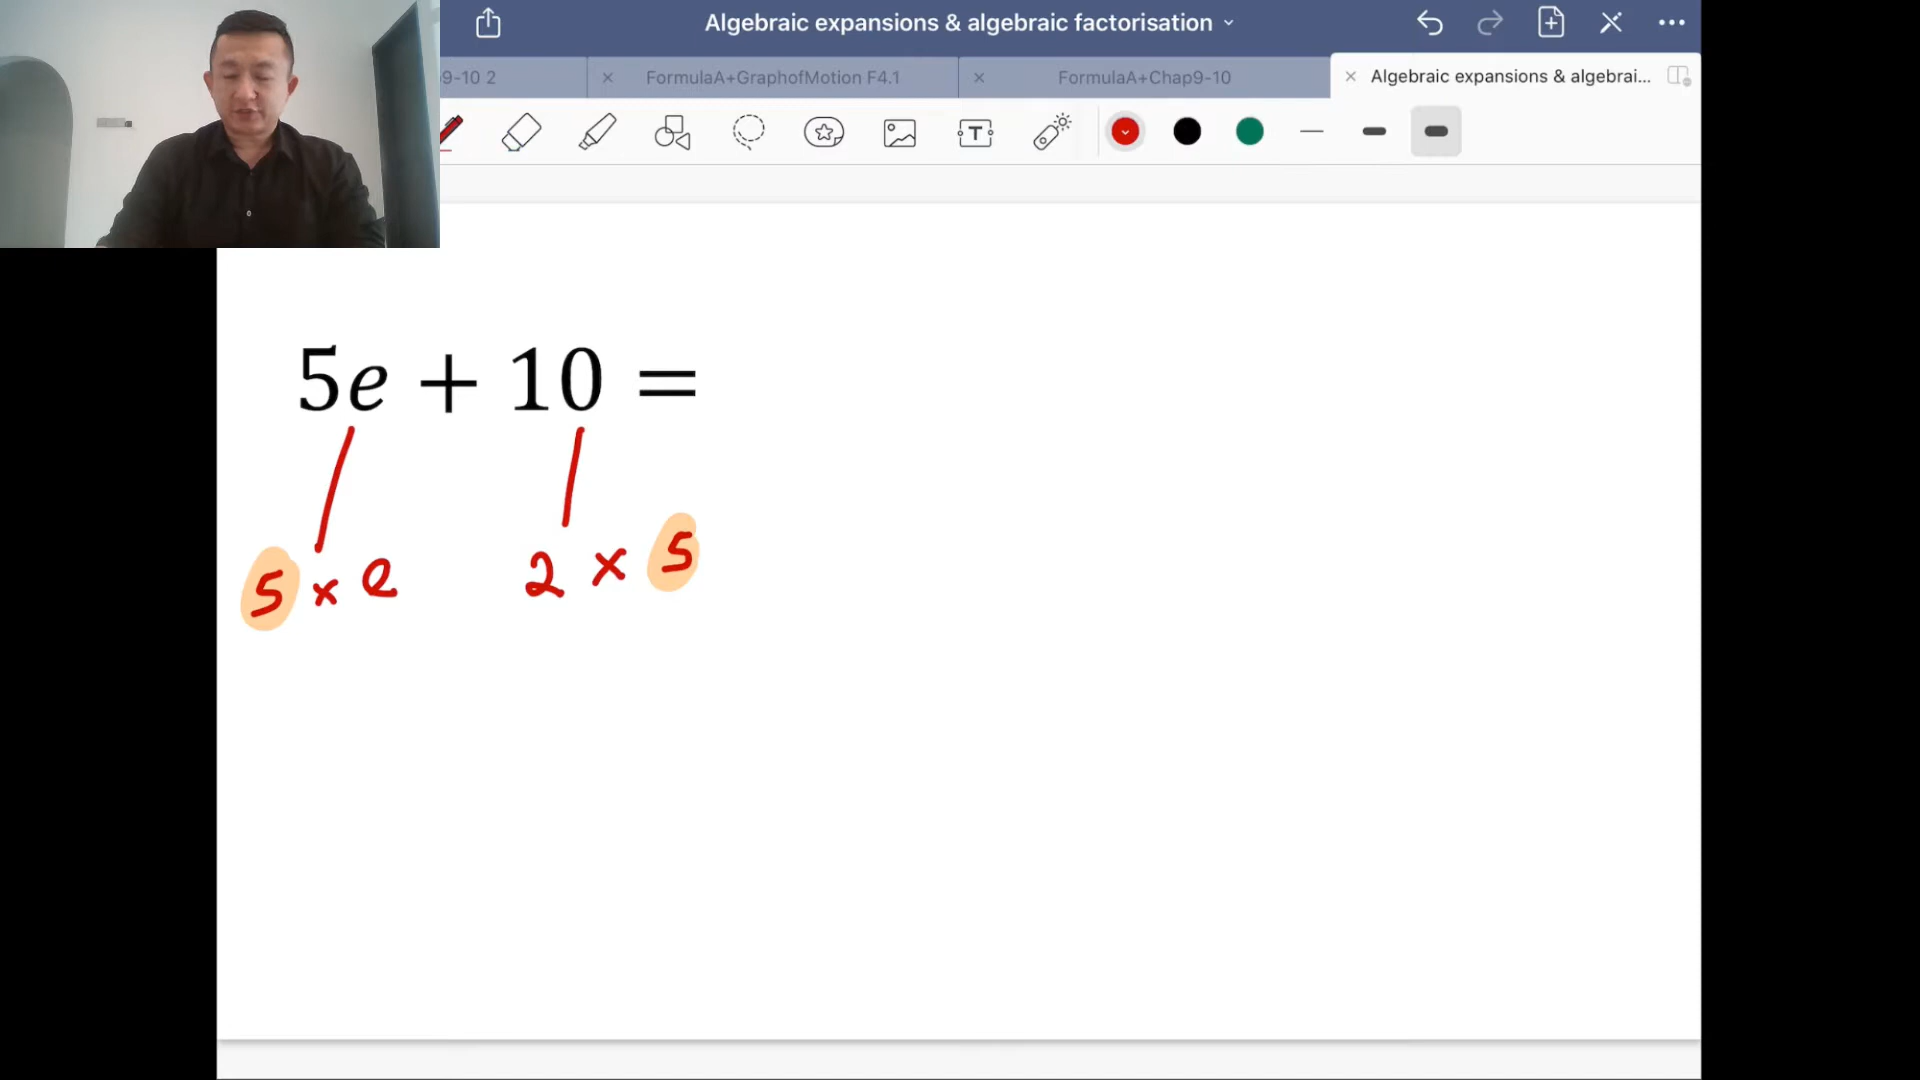 Algebraic expansions & algebraic factorisation
9-10 2
FormulaA+GraphofMotion F4.1
FormulaA+Chap9-10
Algebraic expansions & algebrai...
T
5e + 10 =
5 × e
2 × 5